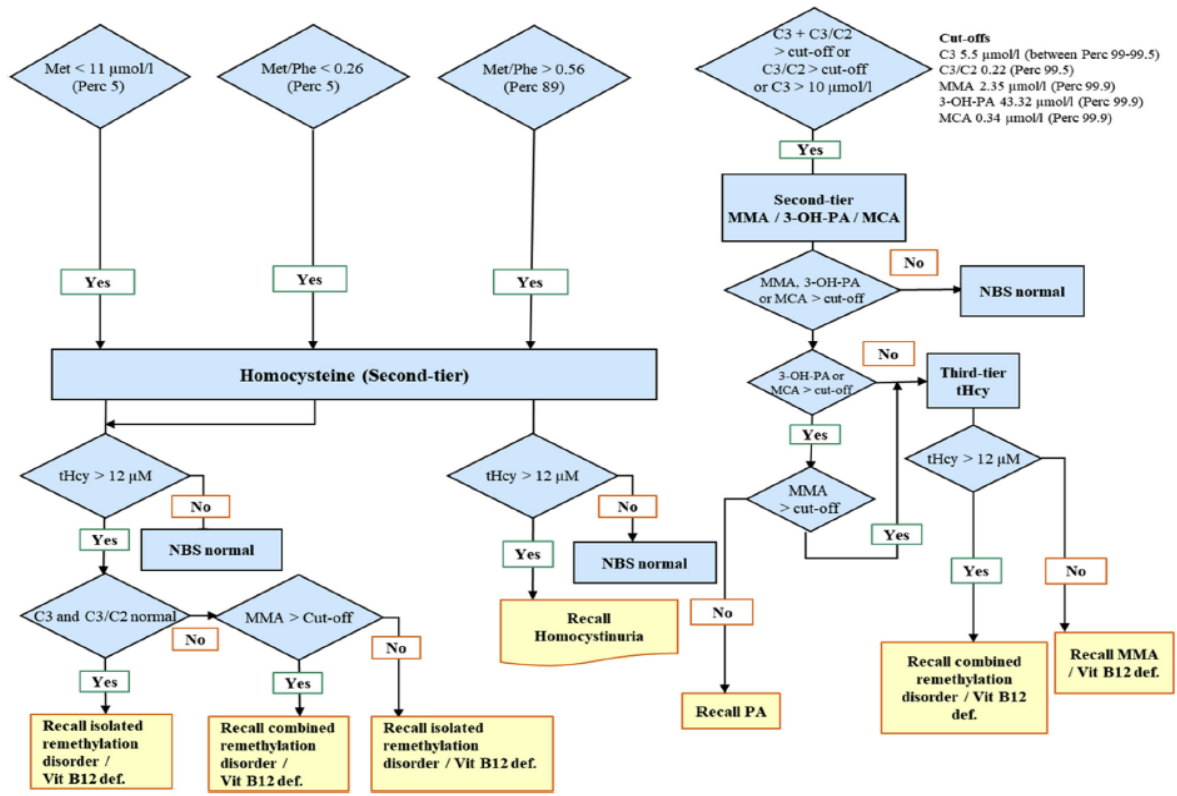 Met < 11 μmol/l
(Perc 5)
Met/Phe < 0.26
(Perc 5)
Met/Phe > 0.56
(Perc 89)
C3 + C3/C2
> cut-off or
C3/C2 > cut-off
or C3 > 10 μmol/l
Cut-offs
C3 5.5 μmol/l (between Perc 99-99.5)
C3/C2 0.22 (Perc 99.5)
MMA 2.35 μmol/l (Perc 99.9)
3-OH-PA 43.32 μmol/l (Perc 99.9)
MCA 0.34 μmol/l (Perc 99.9)
Yes
Yes
Yes
Yes
Second-tier
MMA / 3-OH-PA / MCA
MMA, 3-OH-PA
or MCA > cut-off
No
NBS normal
Homocysteine (Second-tier)
3-OH-PA or
MCA > cut-off
No
Third-tier
tHcy
Yes
tHcy > 12 μM
No
NBS normal
Yes
tHcy > 12 μM
No
NBS normal
Yes
MMA
> cut-off
Yes
No
tHcy > 12 μM
Yes
No
C3 and C3/C2 normal
No
MMA > Cut-off
No
Yes
Yes
Recall
Homocystinuria
Recall isolated
remethylation
disorder /
Vit B12 def.
Recall combined
remethylation
disorder /
Vit B12 def.
Recall isolated
remethylation
disorder / Vit B12 def.
Recall PA
Recall combined
remethylation
disorder / Vit B12
def.
Recall MMA
/ Vit B12 def.